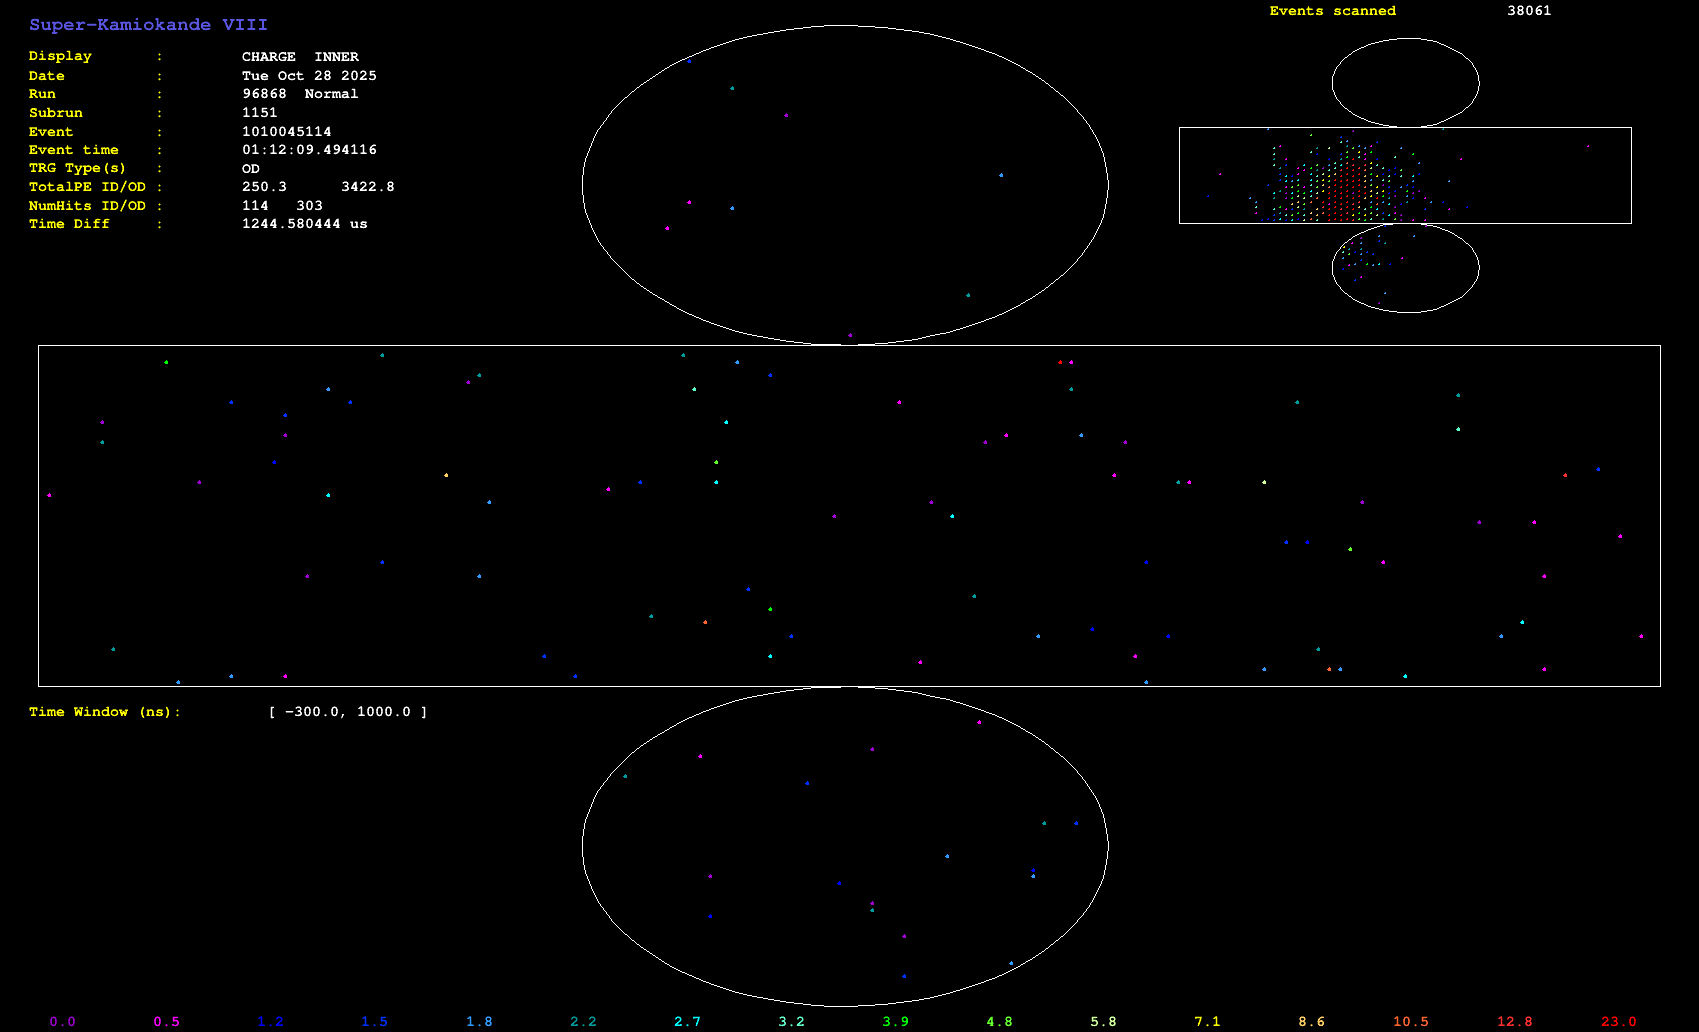 Super-Kamiokande VIII
Events scanned 38061
Display : CHARGE INNER
Date : Tue Oct 28 2025
Run : 96868 Normal
Subrun : 1151
Event : 1010045114
Event time : 01:12:09.494116
TRG Type(s) : OD
TotalPE ID/OD : 250.3 3422.8
NumHits ID/OD : 114 303
Time Diff : 1244.580444 us
Time Window (ns): [ -300.0, 1000.0 ]
0.0 0.5 1.2 1.5 1.8 2.2 2.7 3.2 3.9 4.8 5.8 7.1 8.6 10.5 12.8 23.0